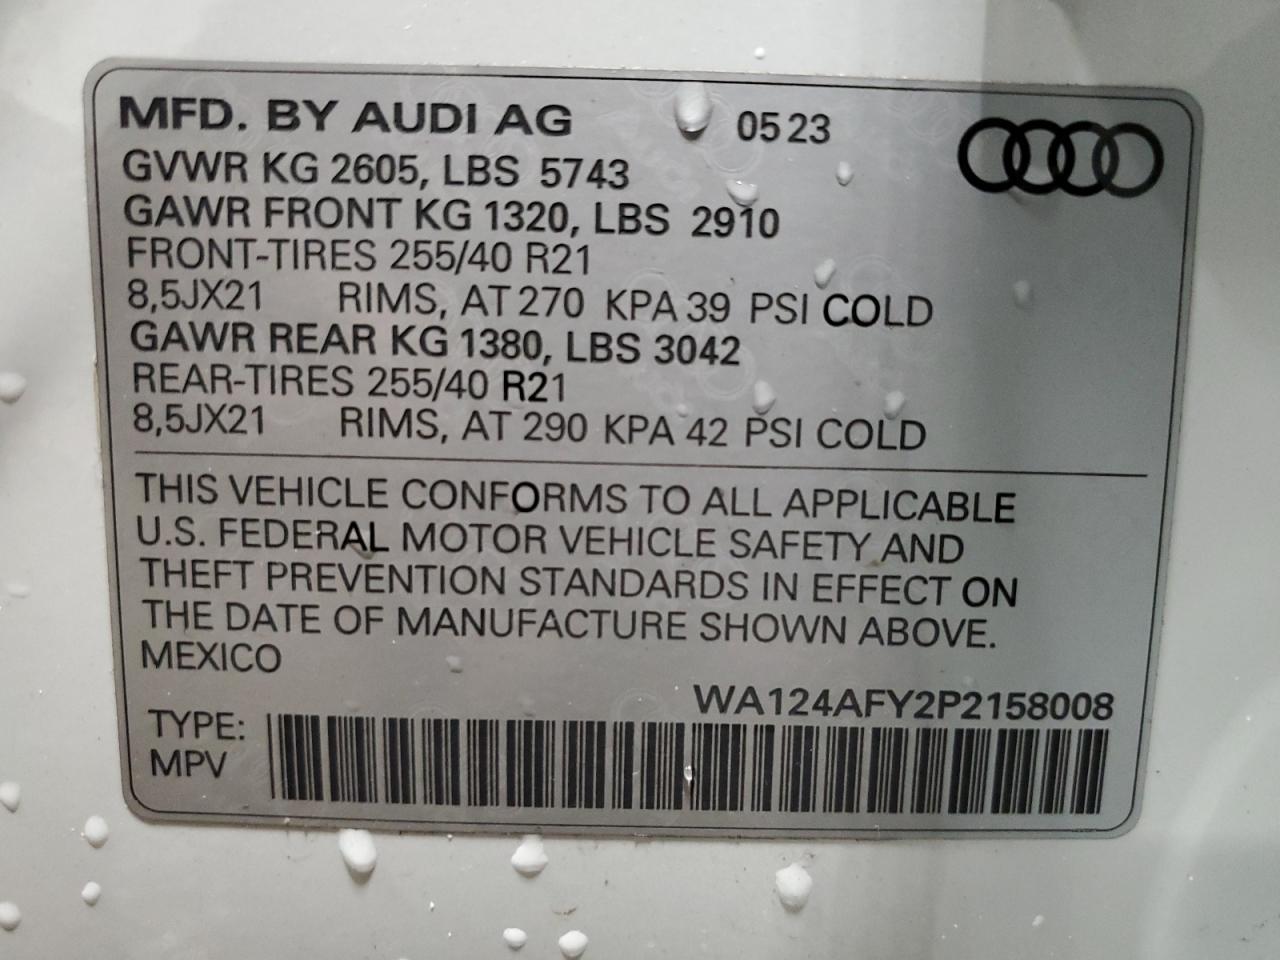 MFD. BY AUDI AG 05 23
GVWR KG 2605, LBS 5743
GAWR FRONT KG 1320, LBS 2910
FRONT-TIRES 255/40 R21
8,5JX21 RIMS, AT 270 KPA 39 PSI COLD
GAWR REAR KG 1380, LBS 3042
REAR-TIRES 255/40 R21
8,5JX21 RIMS, AT 290 KPA 42 PSI COLD
THIS VEHICLE CONFORMS TO ALL APPLICABLE
U.S. FEDERAL MOTOR VEHICLE SAFETY AND
THEFT PREVENTION STANDARDS IN EFFECT ON
THE DATE OF MANUFACTURE SHOWN ABOVE.
MEXICO
WA124AFY2P2158008
TYPE:
MPV